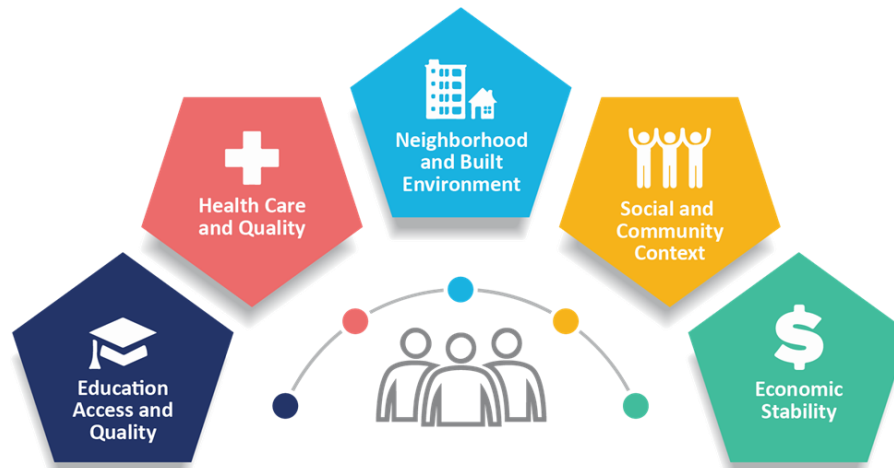 Education
Access and
Quality
Health Care
and Quality
Neighborhood
and Built
Environment
Social and
Community
Context
$
Economic
Stability